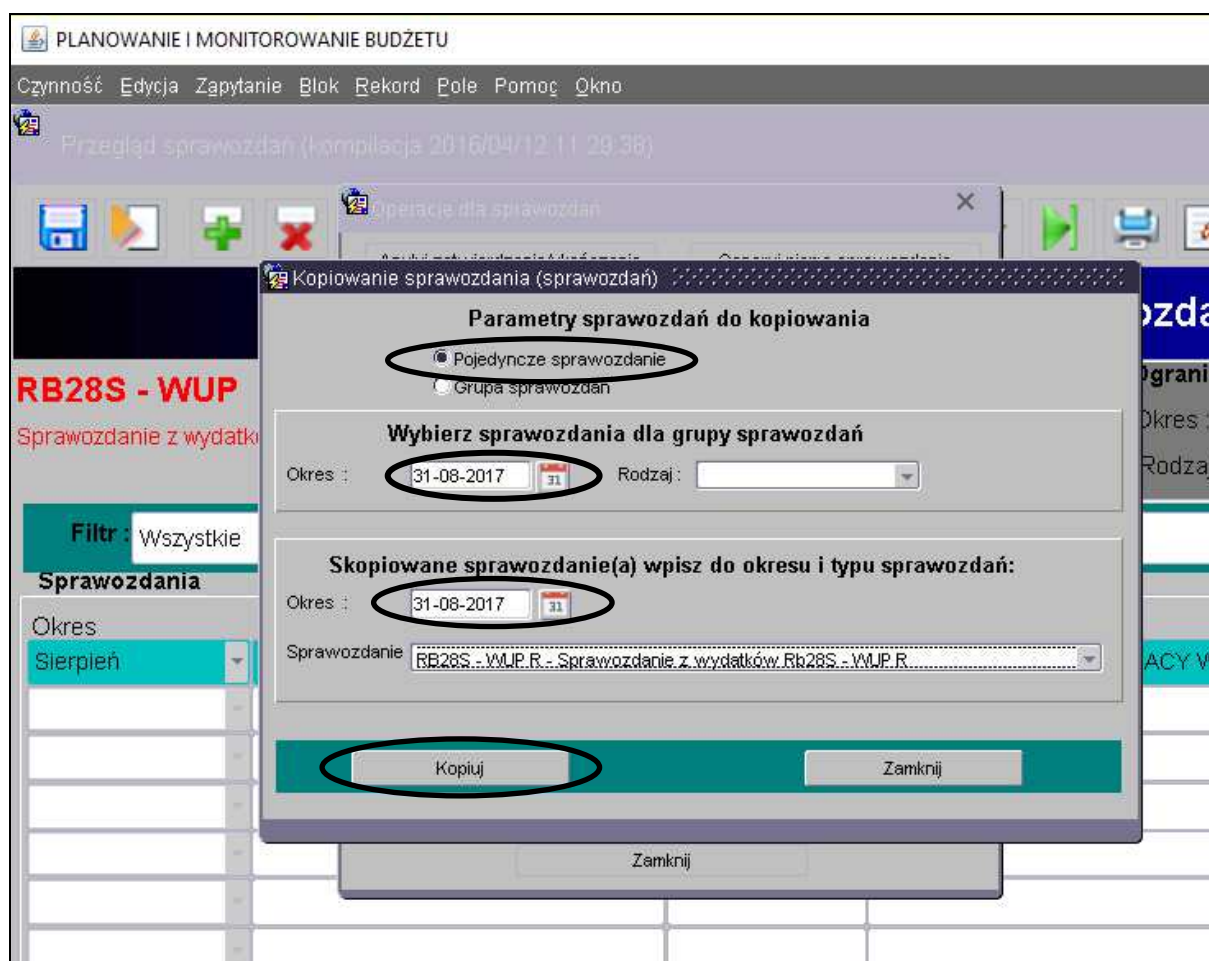 PLANOWANIE I MONITOROWANIE BUDŻETU
Czynność Edycja Zapytanie Blok Rekord Pole Pomoc Okno
Przegląd sprawozdań (kompilacja 2016/04/12 11 29:38)
Operacje dla sprawozdań
Kopiowanie sprawozdania (sprawozdań)
Parametry sprawozdań do kopiowania
Pojedyncze sprawozdanie
Grupa sprawozdań
RB28S - WUP
Sprawozdanie z wydatk
Wybierz sprawozdania dla grupy sprawozdań
Okres : 31-08-2017 31 Rodzaj :
Okres :
Filtr : Wszystkie
Sprawozdania
Skopiowane sprawozdanie(a) wpisz do okresu i typu sprawozdań:
Okres : 31-08-2017 31
Okres
Sierpień
Sprawozdanie RB28S - WUP R - Sprawozdanie z wydatków Rb28S - WUP R
ACY W
Kopiuj Zamknij
Zamknij